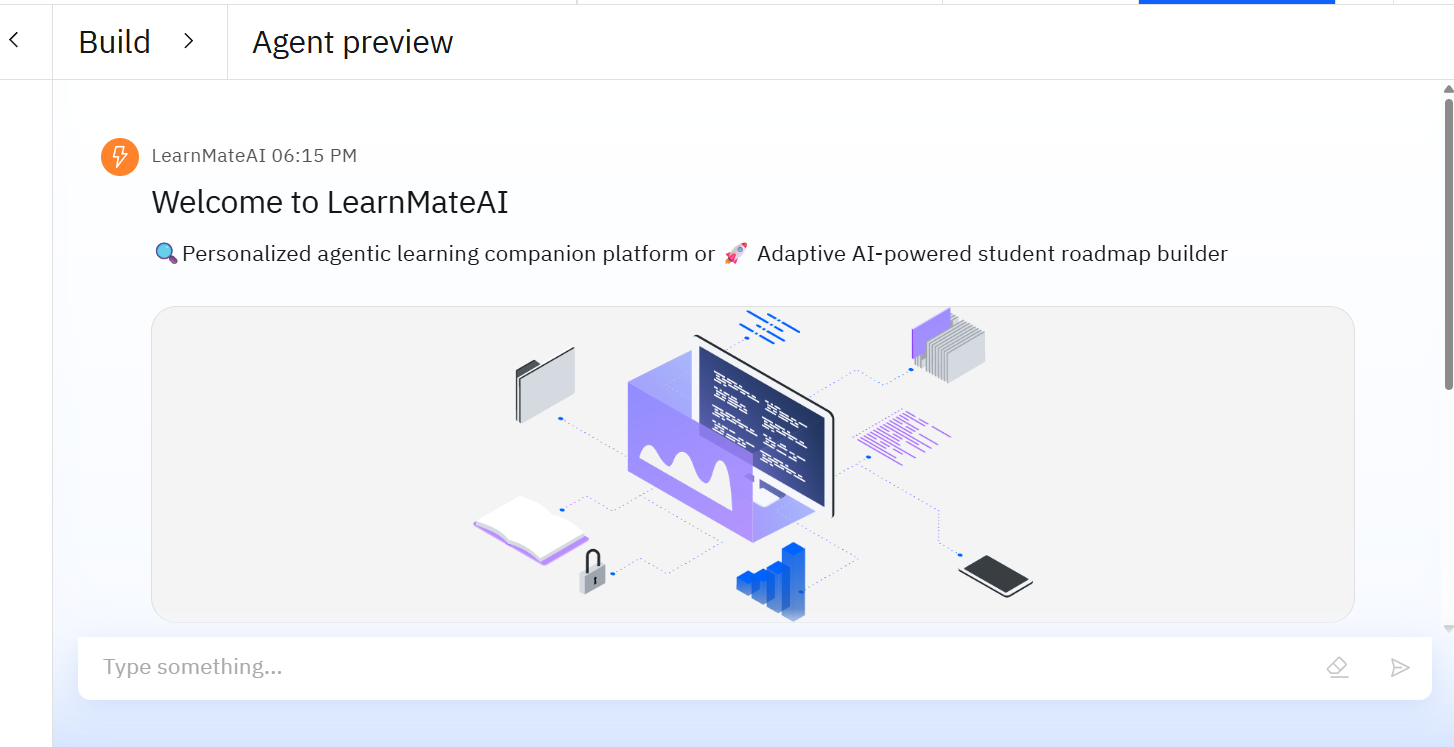 Build
Agent preview
LearnMateAI 06:15 PM
Welcome to LearnMateAI
🔍Personalized agentic learning companion platform or 🚀 Adaptive AI-powered student roadmap builder
Type something...